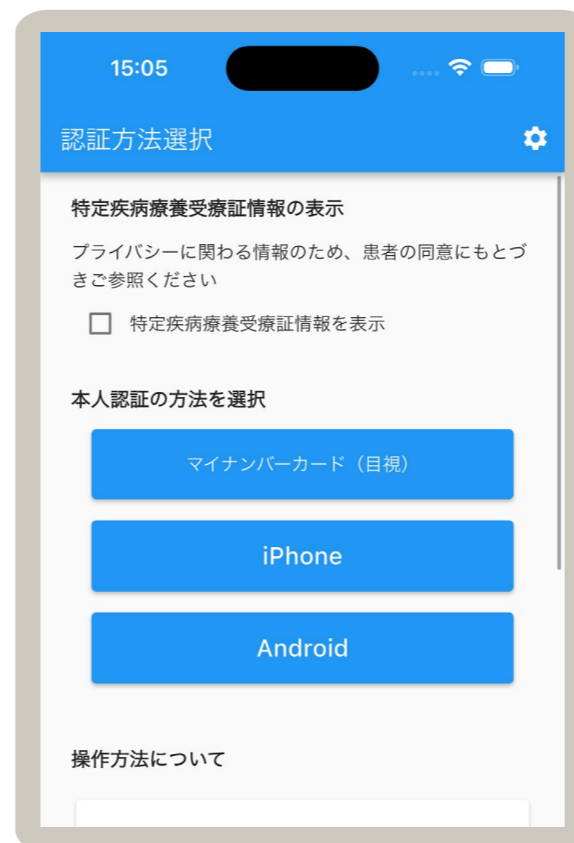 15:05
認証方法選択
特定疾病療養受療証情報の表示
プライバシーに関わる情報のため、患者の同意にもとづ
きご参照ください
特定疾病療養受療証情報を表示
本人認証の方法を選択
マイナンバーカード（目視）
iPhone
Android
操作方法について